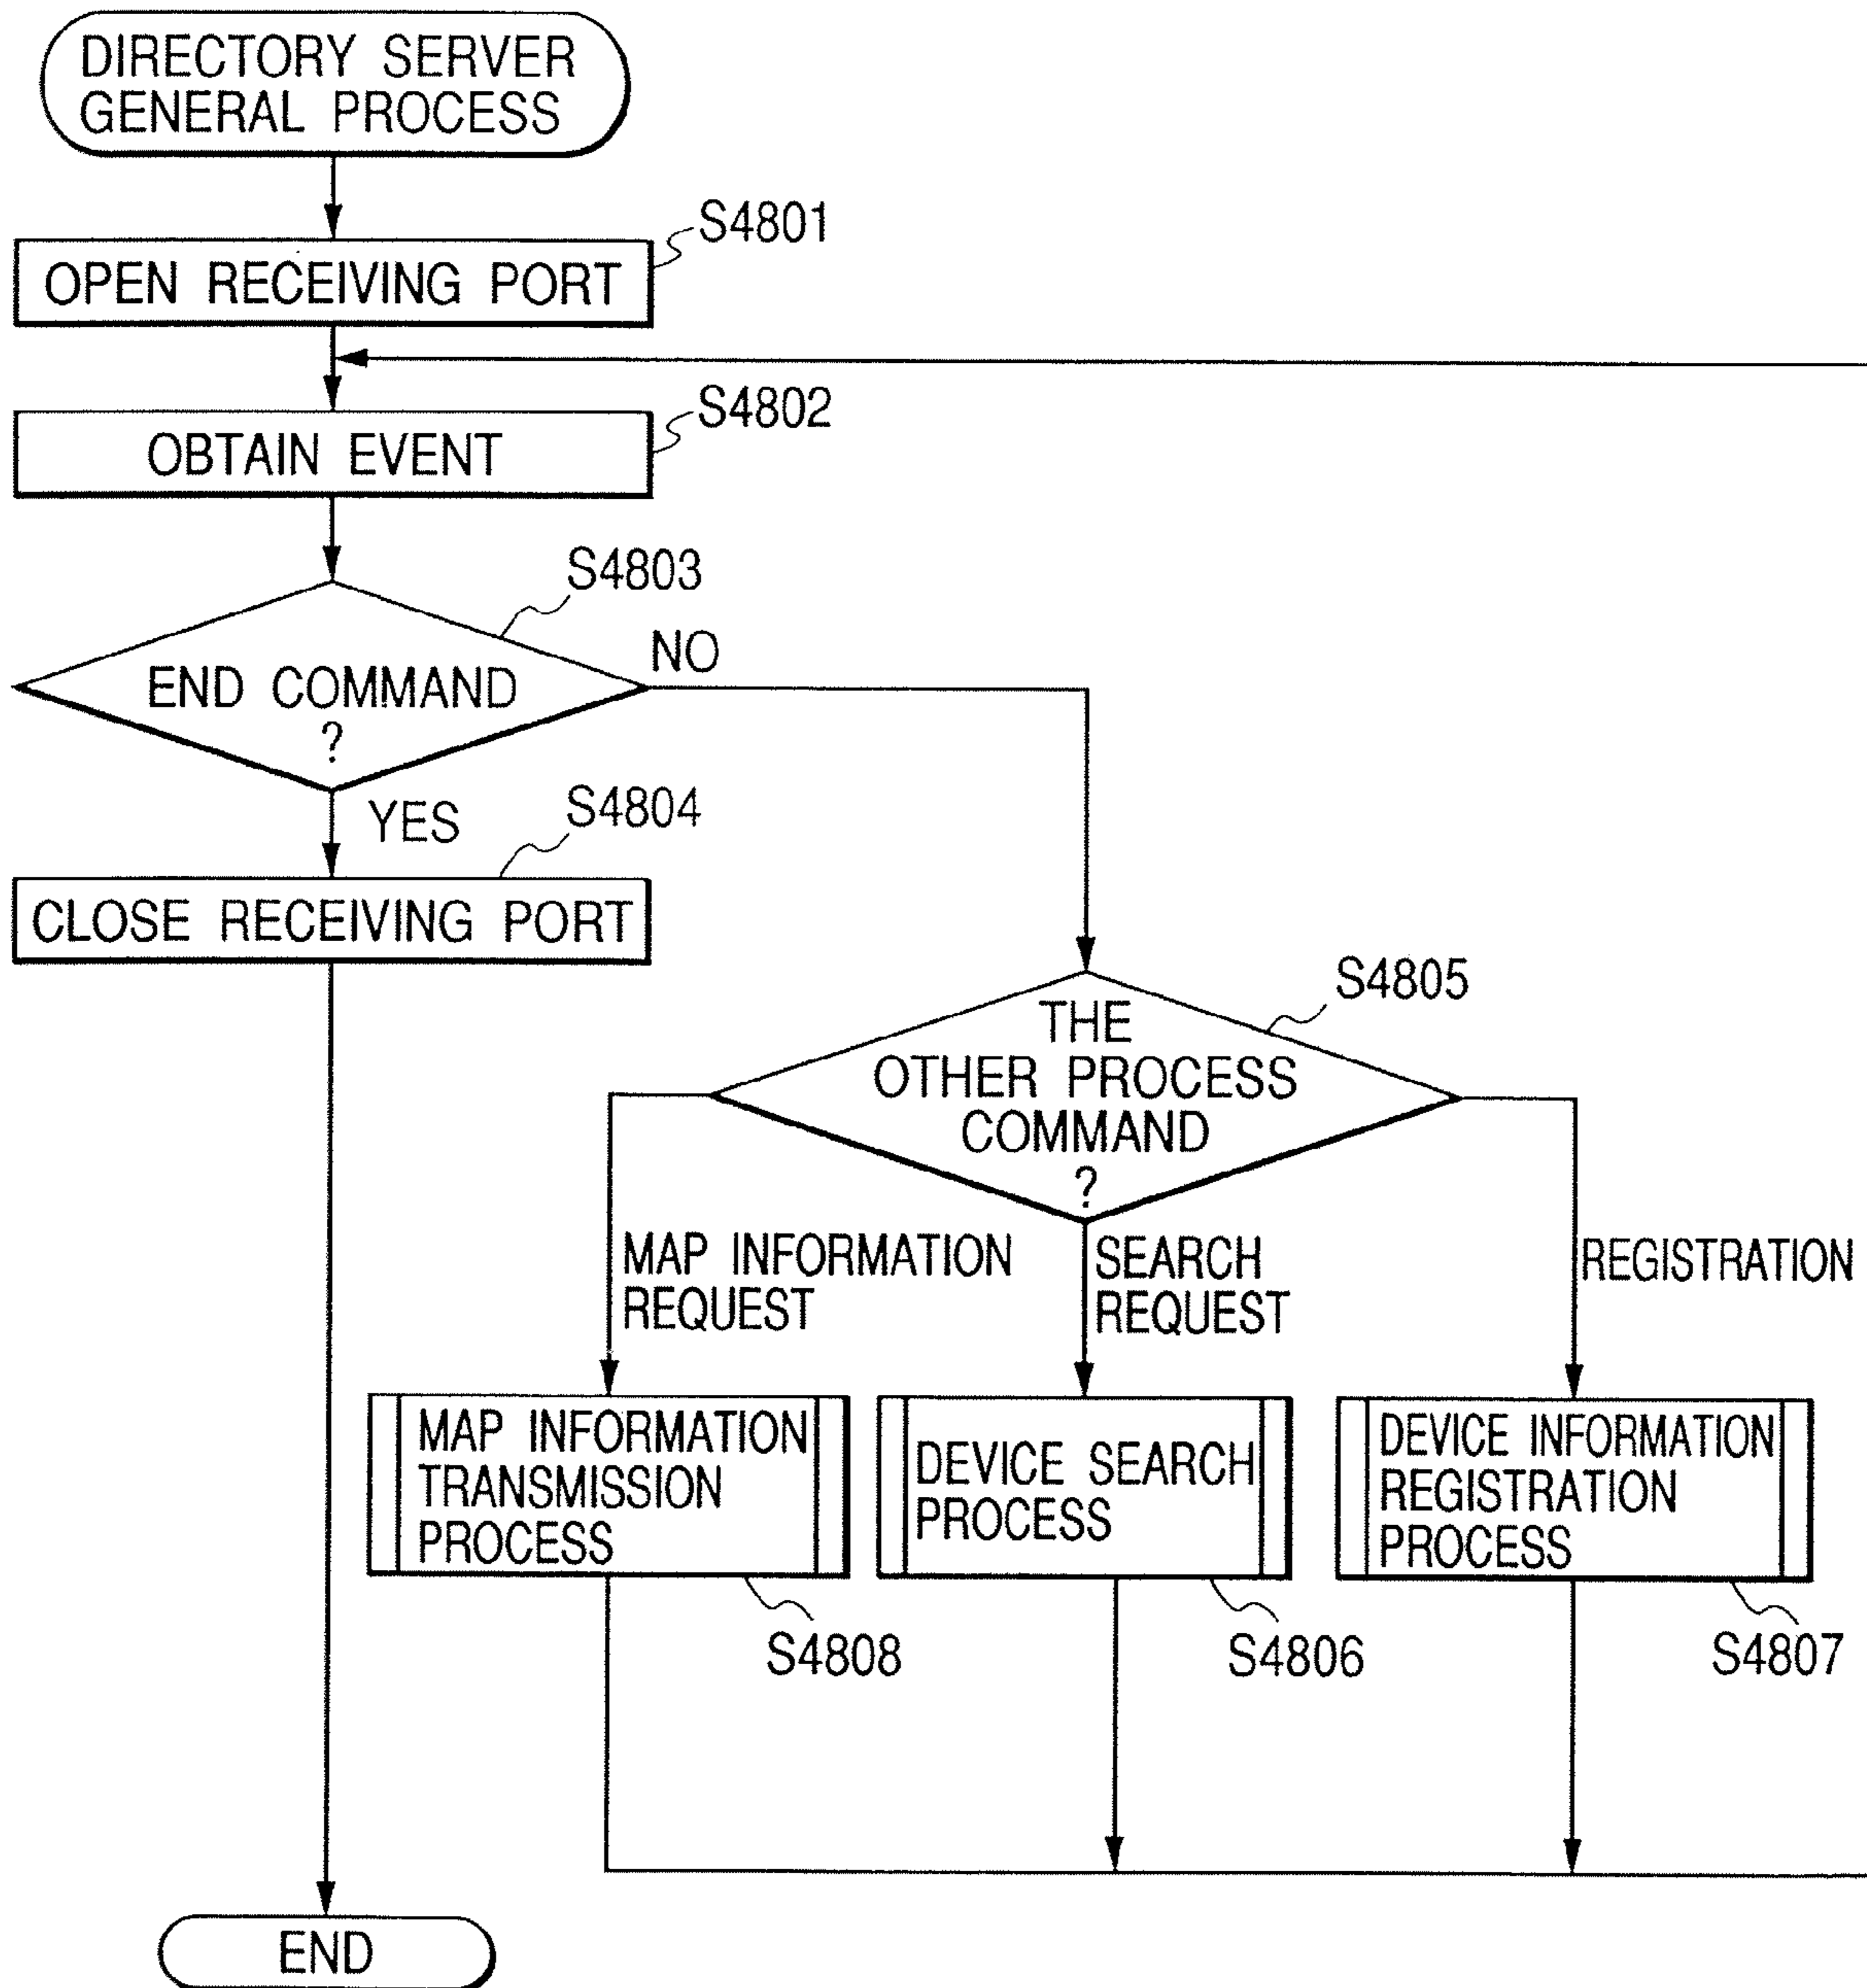 DIRECTORY SERVER
GENERAL PROCESS
S4801
OPEN RECEIVING PORT
S4802
OBTAIN EVENT
S4803
NO
END COMMAND
?
YES
S4804
CLOSE RECEIVING PORT
S4805
THE
OTHER PROCESS
COMMAND
?
MAP INFORMATION
REQUEST
SEARCH
REQUEST
REGISTRATION
MAP INFORMATION
TRANSMISSION
PROCESS
DEVICE SEARCH
PROCESS
DEVICE INFORMATION
REGISTRATION
PROCESS
S4808
S4806
S4807
END